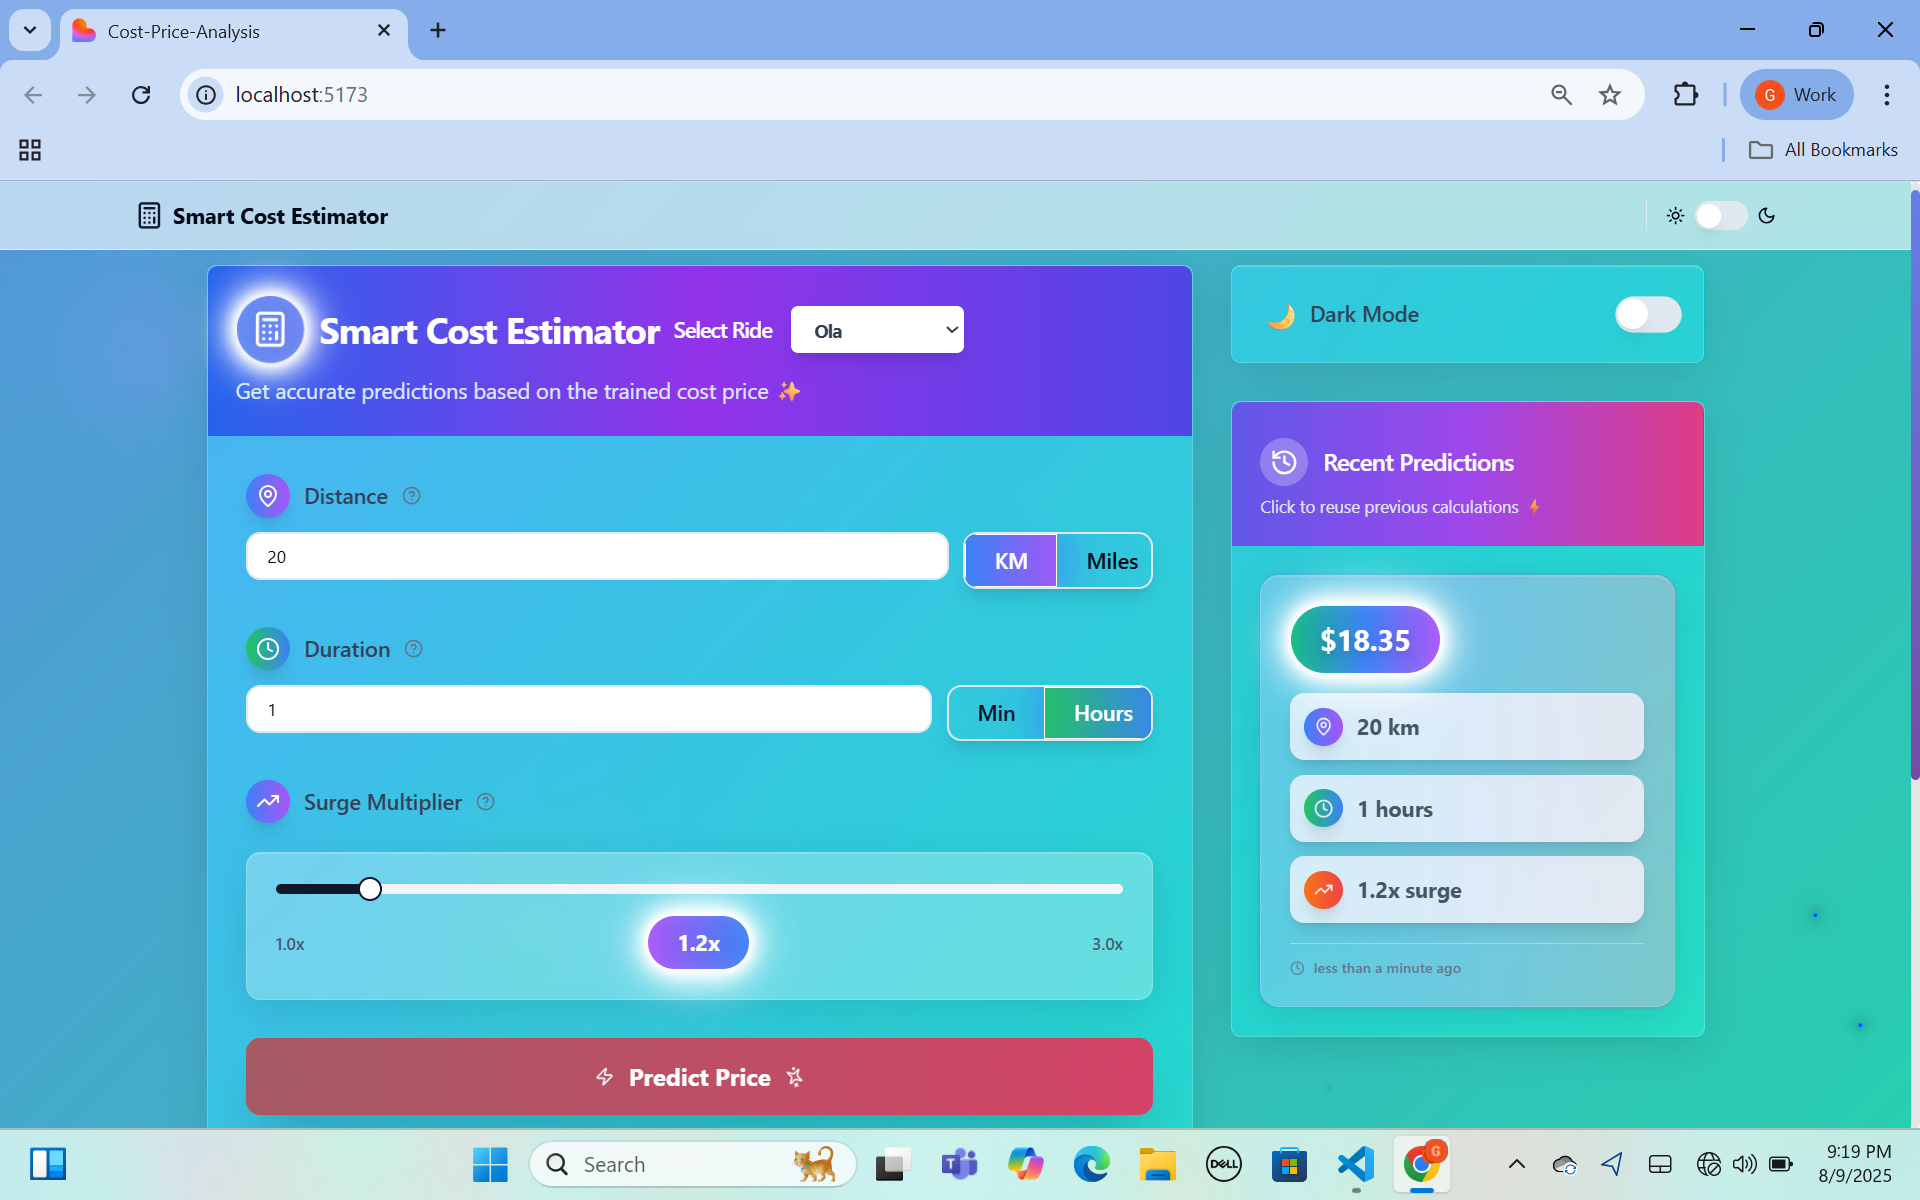 Cost-Price-Analysis
localhost:5173
G Work
All Bookmarks
Smart Cost Estimator
Smart Cost Estimator Select Ride Ola
Get accurate predictions based on the trained cost price ✨
Distance ?
20 KM Miles
Duration ?
1 Min Hours
Surge Multiplier ?
1.0x 1.2x 3.0x
Predict Price
🌙 Dark Mode
Recent Predictions
Click to reuse previous calculations ⚡
$18.35
20 km
1 hours
1.2x surge
less than a minute ago
Search
T
DELL
G
9:19 PM
8/9/2025